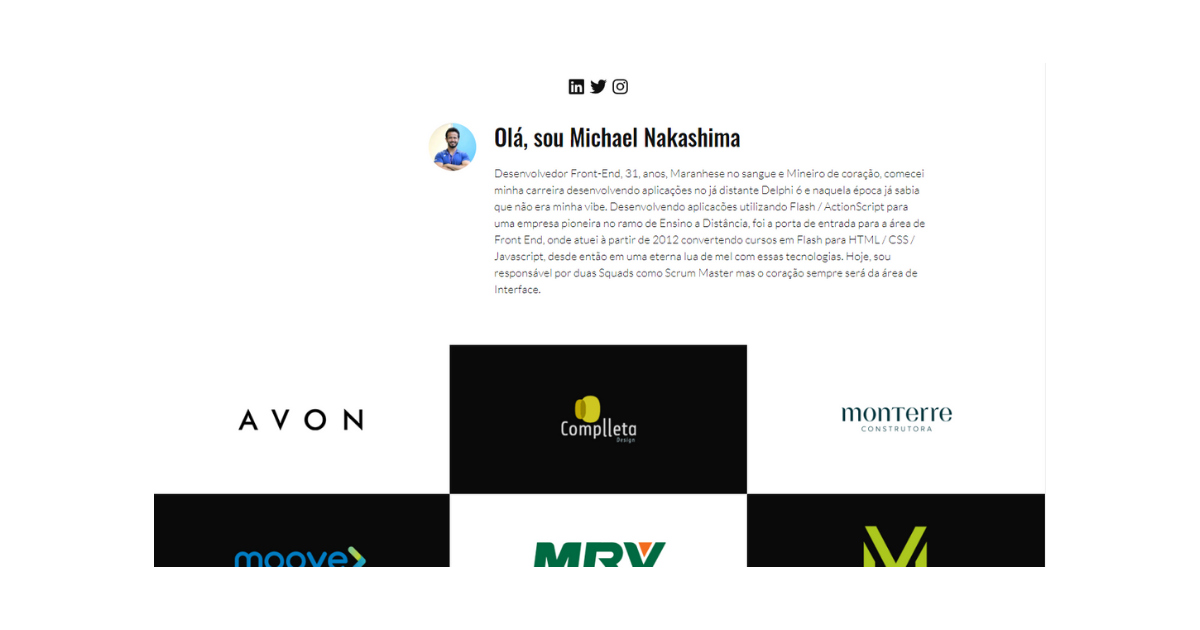 Olá, sou Michael Nakashima
Desenvolvedor Front-End, 31, anos, Maranhese no sangue e Mineiro de coração, comecei
minha carreira desenvolvendo aplicações no já distante Delphi 6 e naquela época já sabia
que não era minha vibe. Desenvolvendo aplicacões utilizando Flash / ActionScript para
uma empresa pioneira no ramo de Ensino a Distância, foi a porta de entrada para a área de
Front End, onde atuei à partir de 2012 convertendo cursos em Flash para HTML / CSS /
Javascript, desde então em uma eterna lua de mel com essas tecnologias. Hoje, sou
responsável por duas Squads como Scrum Master mas o coração sempre será da área de
Interface.
AVON
Complleta
Design
monterre
CONSTRUTORA
moove
MRV